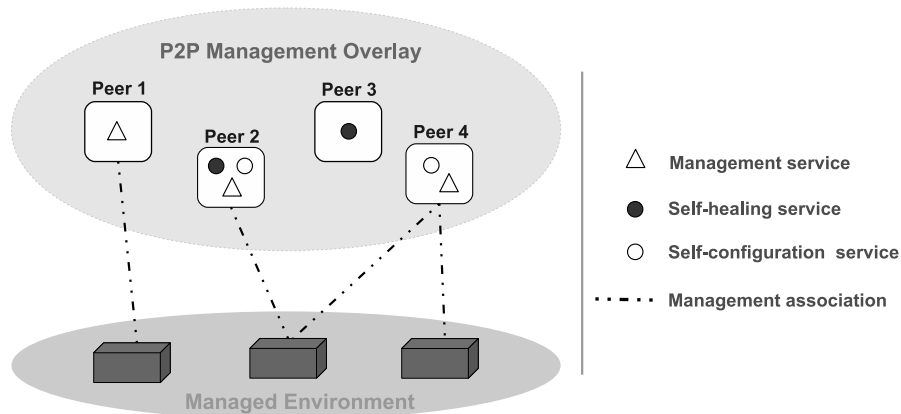 P2P Management Overlay
Peer 1
Peer 2
Peer 3
Peer 4
Managed Environment
Management service
Self-healing service
Self-configuration service
Management association